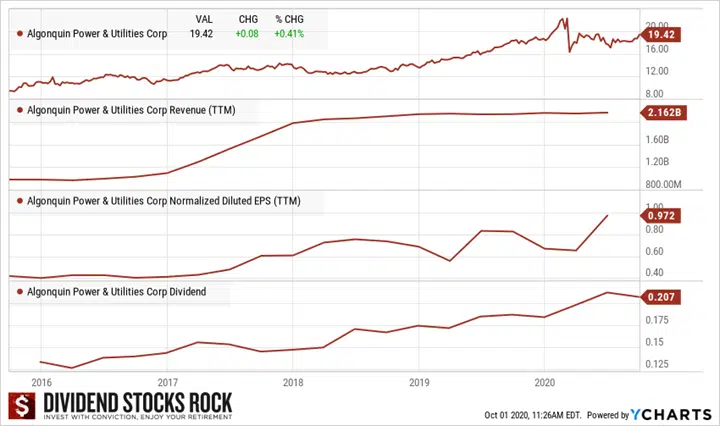 VAL CHG % CHG
Algonquin Power & Utilities Corp 19.42 +0.08 +0.41%
20.00
19.42
16.00
12.00
8.00
Algonquin Power & Utilities Corp Revenue (TTM)
2.162B
1.60B
1.20B
800.00M
Algonquin Power & Utilities Corp Normalized Diluted EPS (TTM)
1.00
0.972
0.80
0.60
0.40
Algonquin Power & Utilities Corp Dividend
0.207
0.175
0.15
0.125
2016 2017 2018 2019 2020
$ DIVIDEND STOCKS ROCK
INVEST WITH CONVICTION, ENJOY YOUR RETIREMENT
Oct 01 2020, 11:26AM EDT. Powered by YCHARTS